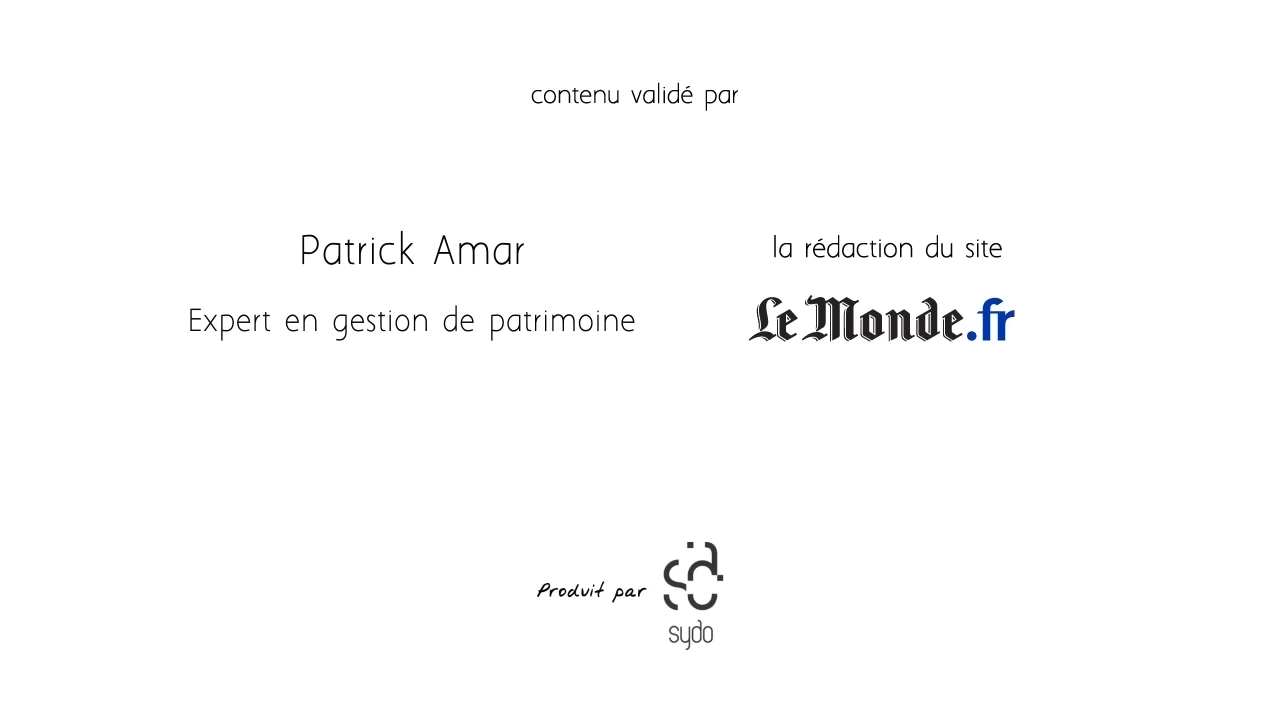 contenu validé par
Patrick Amar
Expert en gestion de patrimoine
la rédaction du site
Le Monde.fr
Produit par
sydo